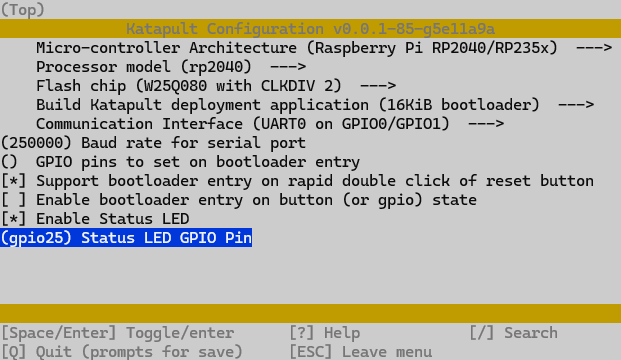 (Top)
Katapult Configuration v0.0.1-85-g5e11a9a
Micro-controller Architecture (Raspberry Pi RP2040/RP235x)  --->
Processor model (rp2040)  --->
Flash chip (W25Q080 with CLKDIV 2)  --->
Build Katapult deployment application (16KiB bootloader)  --->
Communication Interface (UART0 on GPIO0/GPIO1)  --->
(250000) Baud rate for serial port
()  GPIO pins to set on bootloader entry
[*] Support bootloader entry on rapid double click of reset button
[ ] Enable bootloader entry on button (or gpio) state
[*] Enable Status LED
(gpio25) Status LED GPIO Pin
[Space/Enter] Toggle/enter      [?] Help            [/] Search
[Q] Quit (prompts for save)     [ESC] Leave menu